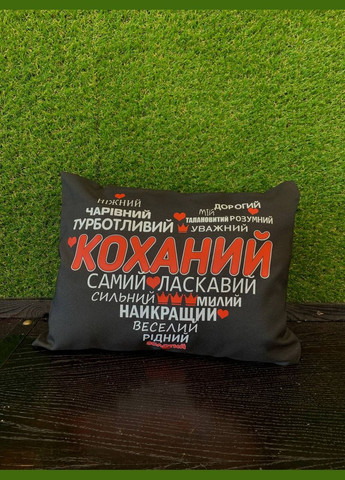 НІЖНИЙ ДОРОГИЙ
ЧАРІВНИЙ МІЙ ТАЛАНОВИТИЙ РОЗУМНИЙ
ТУРБОТЛИВИЙ УВАЖНИЙ
КОХАНИЙ
САМИЙ ЛАСКАВИЙ
СИЛЬНИЙ МИЛИЙ
НАЙКРАЩИЙ
ВЕСЕЛИЙ
РІДНИЙ